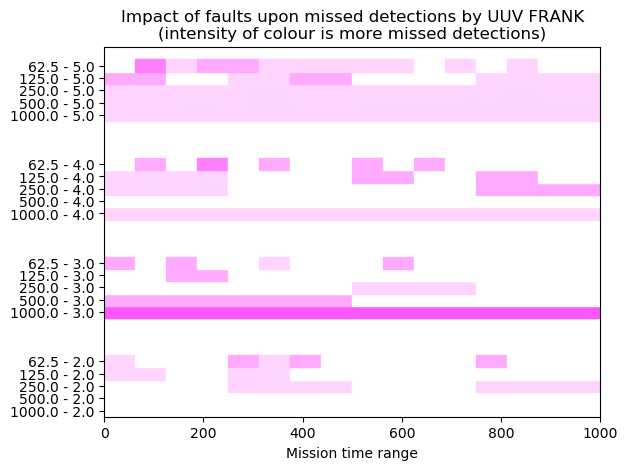 Impact of faults upon missed detections by UUV FRANK
(intensity of colour is more missed detections)
62.5 - 5.0
125.0 - 5.0
250.0 - 5.0
500.0 - 5.0
1000.0 - 5.0
62.5 - 4.0
125.0 - 4.0
250.0 - 4.0
500.0 - 4.0
1000.0 - 4.0
62.5 - 3.0
125.0 - 3.0
250.0 - 3.0
500.0 - 3.0
1000.0 - 3.0
62.5 - 2.0
125.0 - 2.0
250.0 - 2.0
500.0 - 2.0
1000.0 - 2.0
0 200 400 600 800 1000
Mission time range